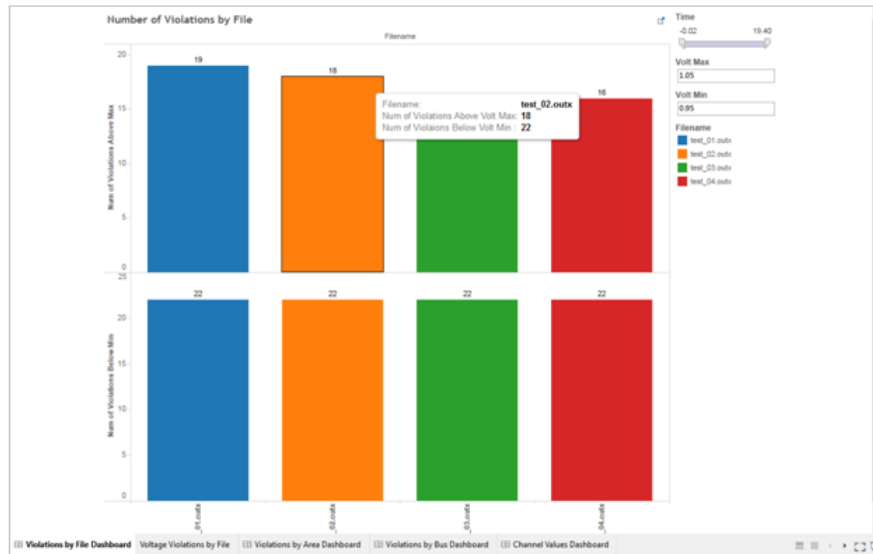 Number of Violations by File
Filename
Num of Violations Above Max
20
15
10
5
0
19
18
16
Filename: test_02.outx
Num of Violations Above Volt Max: 18
Num of Violaions Below Volt Min : 22
Num of Violations Below Min
25
20
15
10
5
0
22
22
22
22
_01.outx
_02.outx
_03.outx
_04.outx
Time
-0.02 19.40
Volt Max
1.05
Volt Min
0.95
Filename
test_01.outx
test_02.outx
test_03.outx
test_04.outx
Violations by File Dashboard Voltage Violations by File Violations by Area Dashboard Violations by Bus Dashboard Channel Values Dashboard